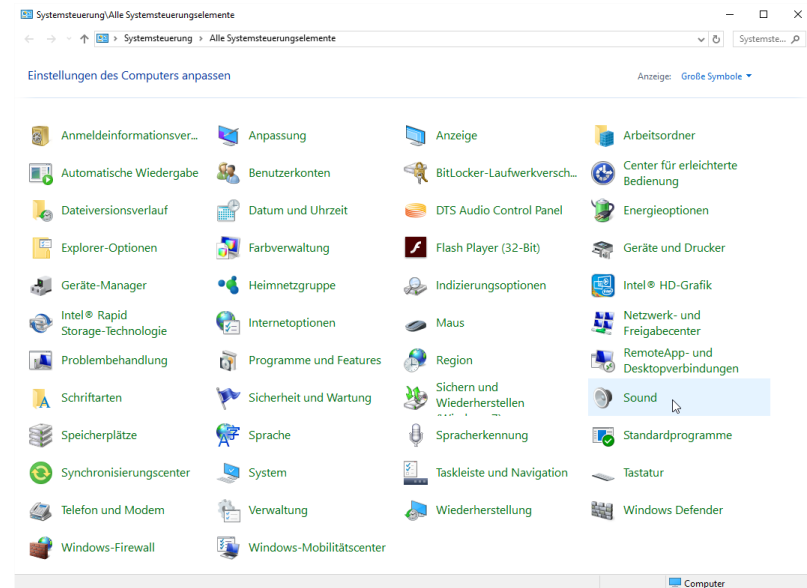 Systemsteuerung\Alle Systemsteuerungselemente
Systemsteuerung > Alle Systemsteuerungselemente
Systemste...
Einstellungen des Computers anpassen
Anzeige: Große Symbole
Anmeldeinformationsver...
Anpassung
Anzeige
Arbeitsordner
Automatische Wiedergabe
Benutzerkonten
BitLocker-Laufwerkversch...
Center für erleichterte
Bedienung
Dateiversionsverlauf
Datum und Uhrzeit
DTS Audio Control Panel
Energieoptionen
Explorer-Optionen
Farbverwaltung
Flash Player (32-Bit)
Geräte und Drucker
Geräte-Manager
Heimnetzgruppe
Indizierungsoptionen
Intel® HD-Grafik
Intel® Rapid
Storage-Technologie
Internetoptionen
Maus
Netzwerk- und
Freigabecenter
Problembehandlung
Programme und Features
Region
RemoteApp- und
Desktopverbindungen
Schriftarten
Sicherheit und Wartung
Sichern und
Wiederherstellen
Sound
Speicherplätze
Sprache
Spracherkennung
Standardprogramme
Synchronisierungscenter
System
Taskleiste und Navigation
Tastatur
Telefon und Modem
Verwaltung
Wiederherstellung
Windows Defender
Windows-Firewall
Windows-Mobilitätscenter
Computer